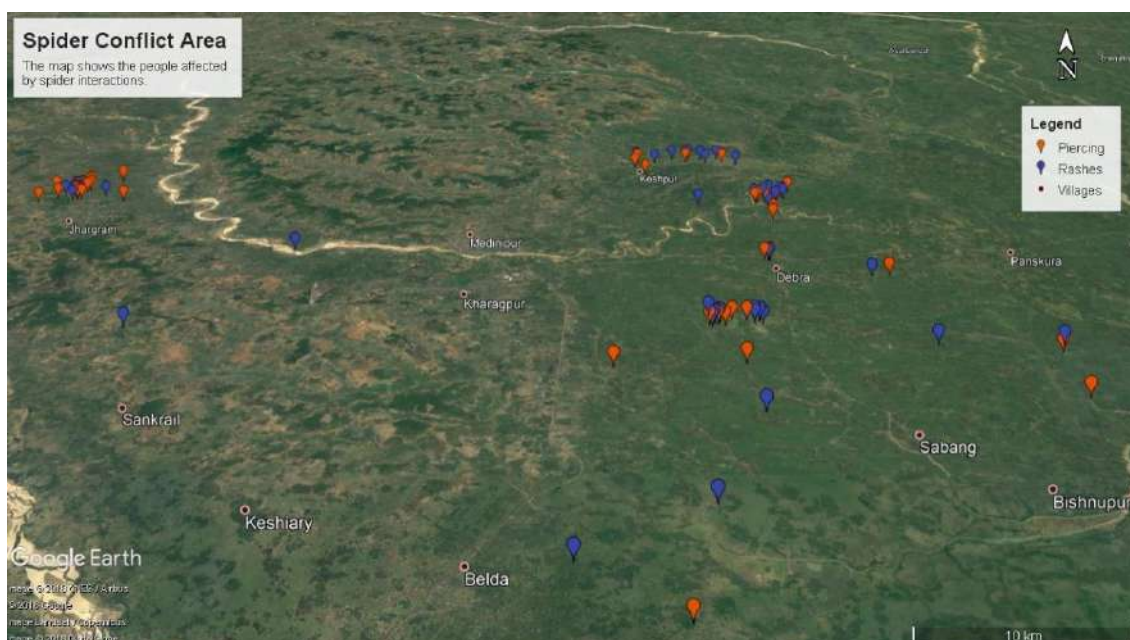 Spider Conflict Area
The map shows the people affected
by spider interactions.
N
Legend
Piercing
Rashes
Villages
Keshpur
Jhargram
Medinipur
Debra
Panskura
Kharagpur
Sankrail
Sabang
Bishnupur
Keshiary
Belda
Google Earth
10 km